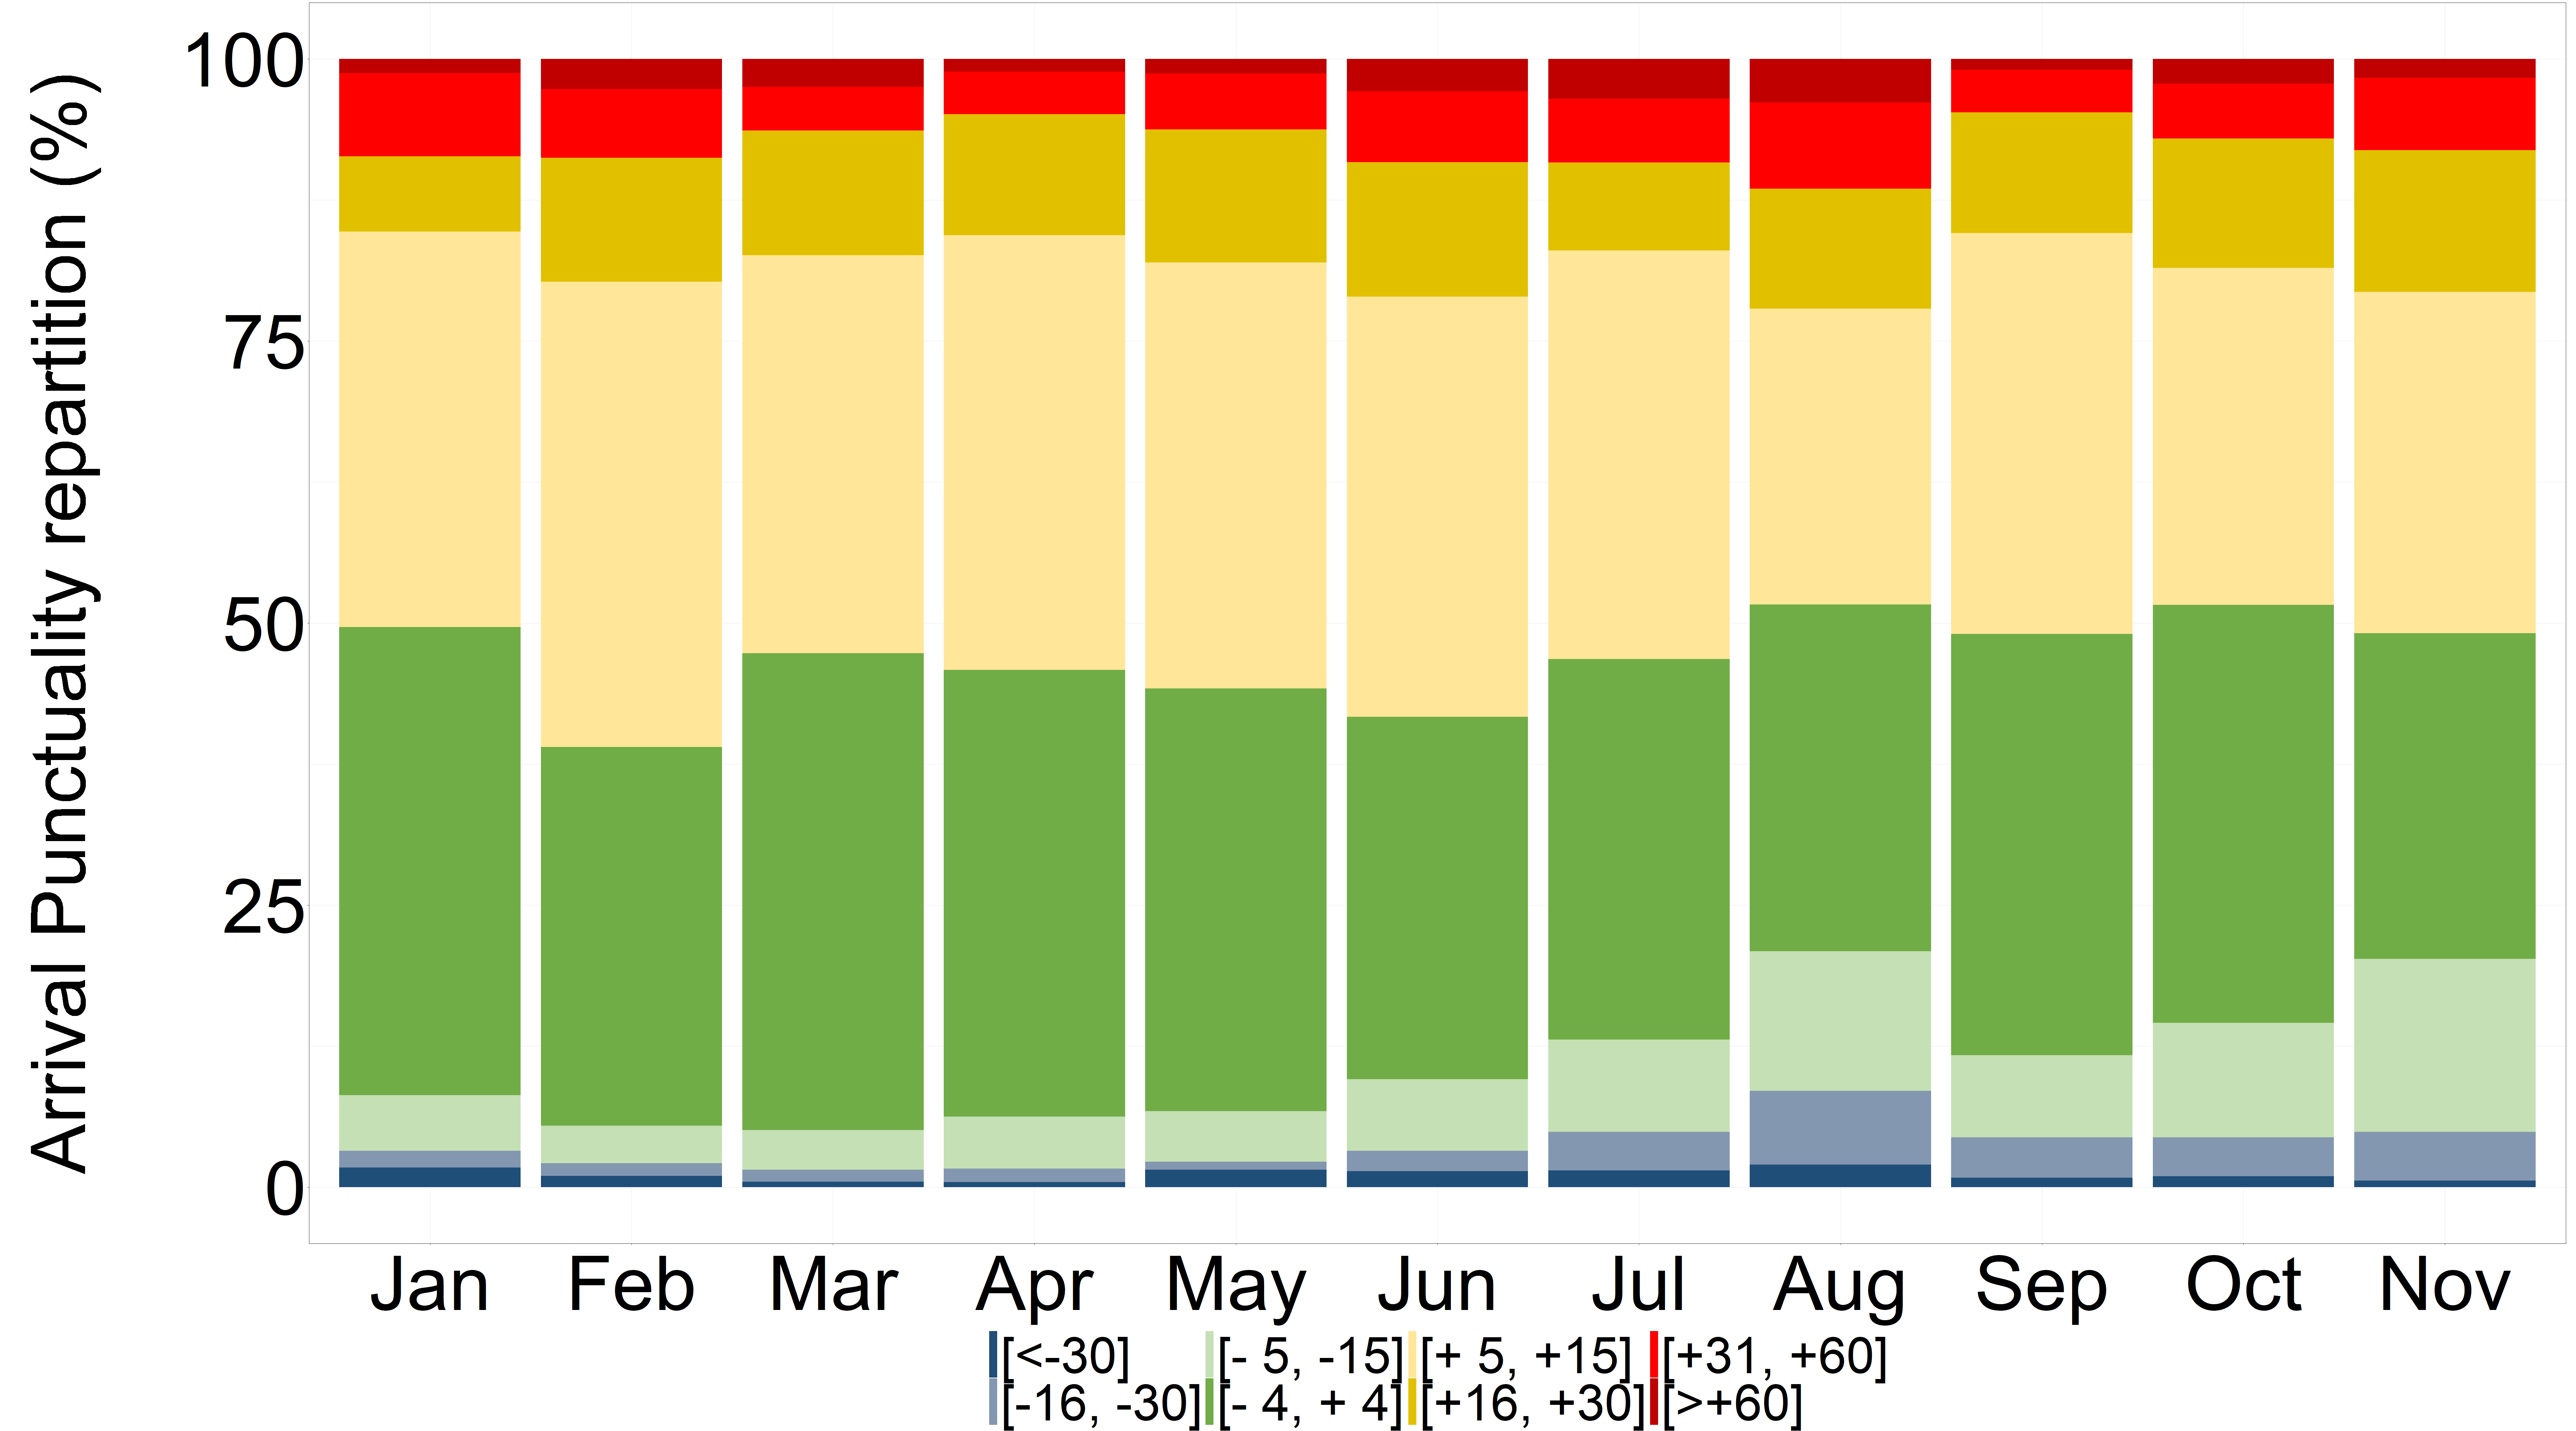 Arrival Punctuality repartition (%)
100
75
50
25
0
Jan Feb Mar Apr May Jun Jul Aug Sep Oct Nov
[<-30] [- 5, -15] [+ 5, +15] [+31, +60]
[-16, -30] [- 4, + 4] [+16, +30] [>+60]